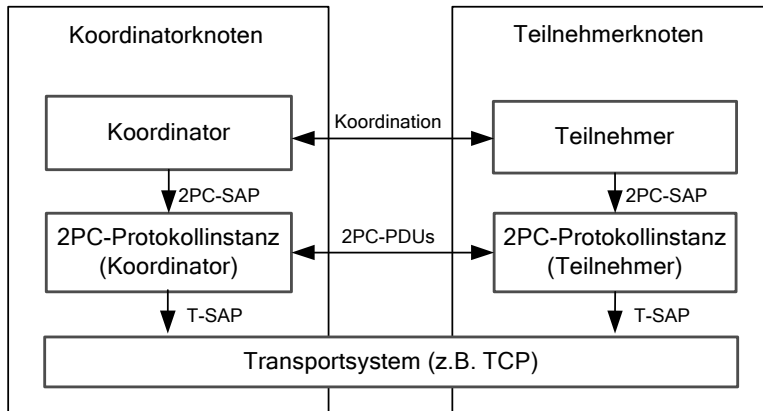 Koordinatorknoten
Teilnehmerknoten
Koordinator
Koordination
Teilnehmer
2PC-SAP
2PC-SAP
2PC-Protokollinstanz
(Koordinator)
2PC-PDUs
2PC-Protokollinstanz
(Teilnehmer)
T-SAP
T-SAP
Transportsystem (z.B. TCP)